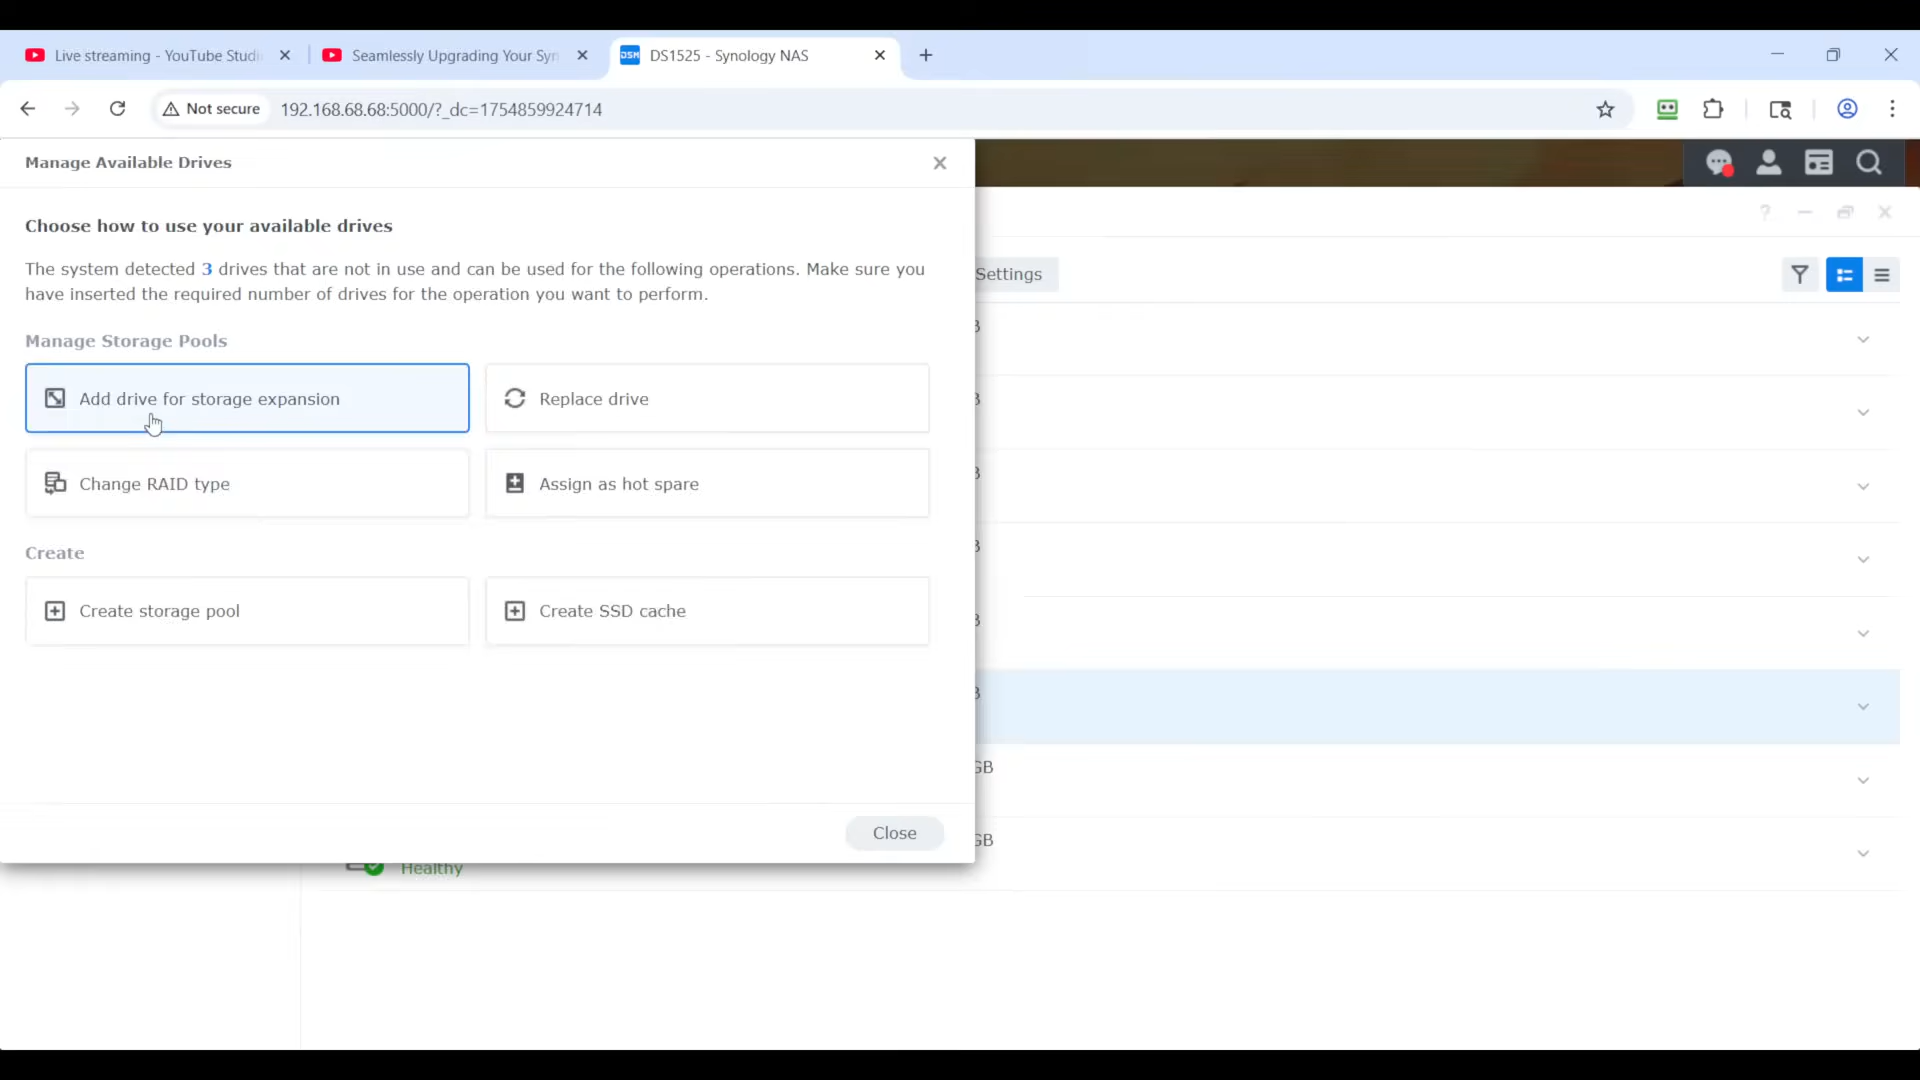 Live streaming - YouTube Studi
Seamlessly Upgrading Your Syn
DSM
DS1525 - Synology NAS
Not secure
192.168.68.68:5000/?_dc=1754859924714
Manage Available Drives
Choose how to use your available drives
The system detected 3 drives that are not in use and can be used for the following operations. Make sure you
have inserted the required number of drives for the operation you want to perform.
Settings
Manage Storage Pools
Add drive for storage expansion
Replace drive
Change RAID type
Assign as hot spare
Create
Create storage pool
Create SSD cache
GB
Close
GB
Healthy